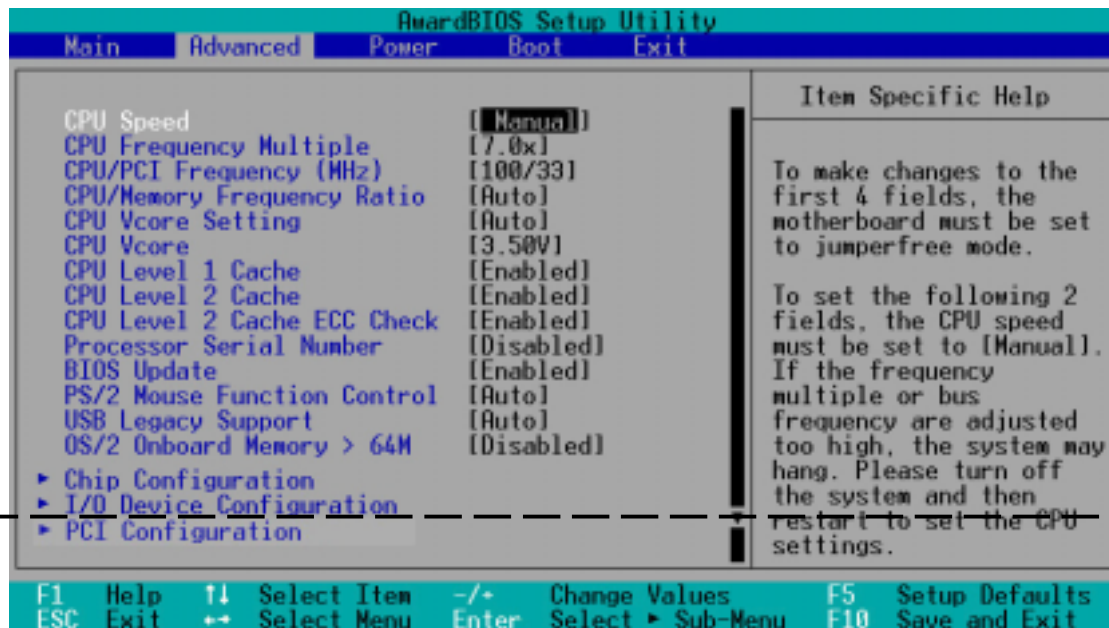 AwardBIOS Setup Utility
Main Advanced Power Boot Exit
CPU Speed [ Manual]
CPU Frequency Multiple [7.0x]
CPU/PCI Frequency (MHz) [100/33]
CPU/Memory Frequency Ratio [Auto]
CPU Vcore Setting [Auto]
CPU Vcore [3.50V]
CPU Level 1 Cache [Enabled]
CPU Level 2 Cache [Enabled]
CPU Level 2 Cache ECC Check [Enabled]
Processor Serial Number [Disabled]
BIOS Update [Enabled]
PS/2 Mouse Function Control [Auto]
USB Legacy Support [Auto]
OS/2 Onboard Memory > 64M [Disabled]
▸ Chip Configuration
▸ I/O Device Configuration
▸ PCI Configuration
Item Specific Help
To make changes to the
first 4 fields, the
motherboard must be set
to jumperfree mode.
To set the following 2
fields, the CPU speed
must be set to [Manual].
If the frequency
multiple or bus
frequency are adjusted
too high, the system may
hang. Please turn off
the system and then
restart to set the CPU
settings.
F1 Help ↑↓ Select Item -/+ Change Values F5 Setup Defaults
ESC Exit ←→ Select Menu Enter Select ▸ Sub-Menu F10 Save and Exit